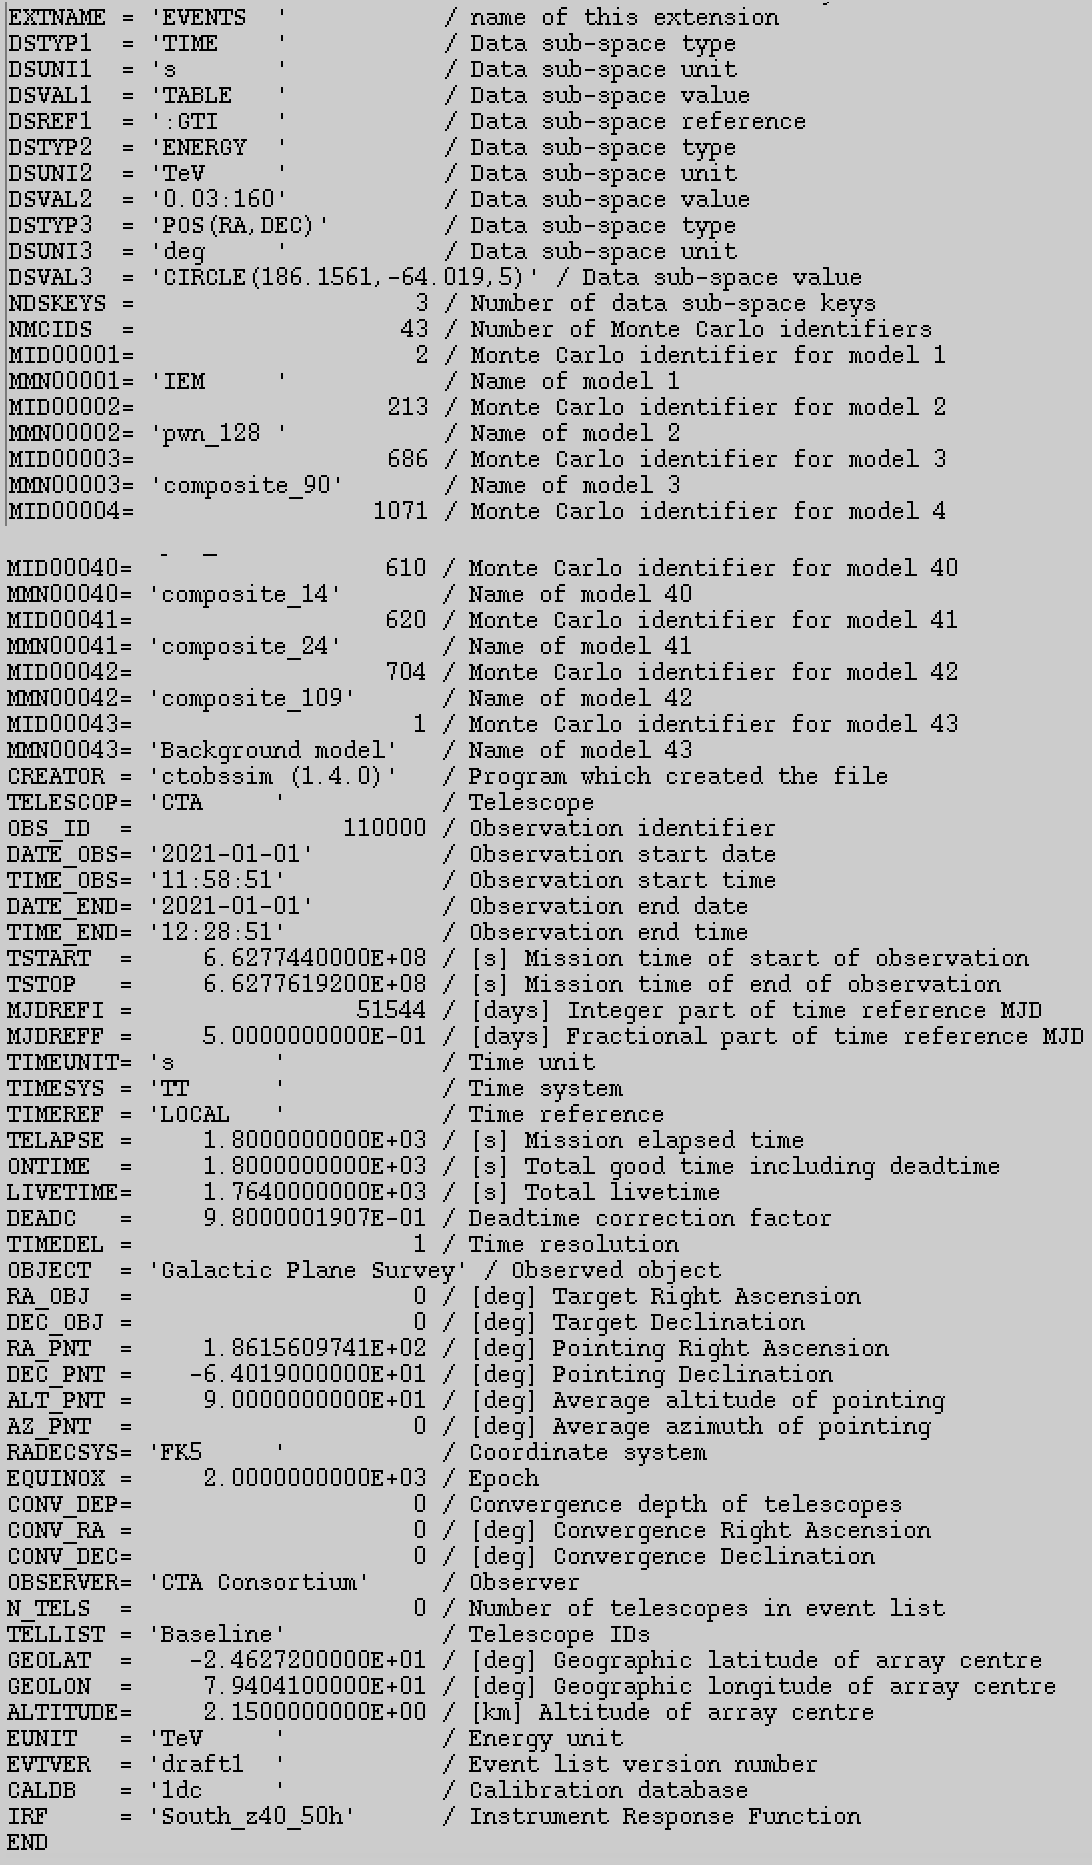 EXTNAME = 'EVENTS  '           / name of this extension
DSTYP1  = 'TIME    '           / Data sub-space type
DSUNI1  = 's       '           / Data sub-space unit
DSVAL1  = 'TABLE   '           / Data sub-space value
DSREF1  = ':GTI    '           / Data sub-space reference
DSTYP2  = 'ENERGY  '           / Data sub-space type
DSUNI2  = 'TeV     '           / Data sub-space unit
DSVAL2  = '0.03:160'           / Data sub-space value
DSTYP3  = 'POS(RA,DEC)'        / Data sub-space type
DSUNI3  = 'deg     '           / Data sub-space unit
DSVAL3  = 'CIRCLE(186.1561,-64.019,5)' / Data sub-space value
NDSKEYS =                    3 / Number of data sub-space keys
NMCIDS  =                   43 / Number of Monte Carlo identifiers
MID00001=                    2 / Monte Carlo identifier for model 1
MMN00001= 'IEM     '           / Name of model 1
MID00002=                  213 / Monte Carlo identifier for model 2
MMN00002= 'pwn_128 '           / Name of model 2
MID00003=                  686 / Monte Carlo identifier for model 3
MMN00003= 'composite_90'       / Name of model 3
MID00004=                 1071 / Monte Carlo identifier for model 4
MID00040=                  610 / Monte Carlo identifier for model 40
MMN00040= 'composite_14'       / Name of model 40
MID00041=                  620 / Monte Carlo identifier for model 41
MMN00041= 'composite_24'       / Name of model 41
MID00042=                  704 / Monte Carlo identifier for model 42
MMN00042= 'composite_109'      / Name of model 42
MID00043=                    1 / Monte Carlo identifier for model 43
MMN00043= 'Background model'   / Name of model 43
CREATOR = 'ctobssim (1.4.0)'   / Program which created the file
TELESCOP= 'CTA     '           / Telescope
OBS_ID  =               110000 / Observation identifier
DATE_OBS= '2021-01-01'         / Observation start date
TIME_OBS= '11:58:51'           / Observation start time
DATE_END= '2021-01-01'         / Observation end date
TIME_END= '12:28:51'           / Observation end time
TSTART  =     6.6277440000E+08 / [s] Mission time of start of observation
TSTOP   =     6.6277619200E+08 / [s] Mission time of end of observation
MJDREFI =                51544 / [days] Integer part of time reference MJD
MJDREFF =     5.0000000000E-01 / [days] Fractional part of time reference MJD
TIMEUNIT= 's       '           / Time unit
TIMESYS = 'TT      '           / Time system
TIMEREF = 'LOCAL   '           / Time reference
TELAPSE =     1.8000000000E+03 / [s] Mission elapsed time
ONTIME  =     1.8000000000E+03 / [s] Total good time including deadtime
LIVETIME=     1.7640000000E+03 / [s] Total livetime
DEADC   =     9.8000001907E-01 / Deadtime correction factor
TIMEDEL =                    1 / Time resolution
OBJECT  = 'Galactic Plane Survey' / Observed object
RA_OBJ  =                    0 / [deg] Target Right Ascension
DEC_OBJ =                    0 / [deg] Target Declination
RA_PNT  =     1.8615609741E+02 / [deg] Pointing Right Ascension
DEC_PNT =    -6.4019000000E+01 / [deg] Pointing Declination
ALT_PNT =     9.0000000000E+01 / [deg] Average altitude of pointing
AZ_PNT  =                    0 / [deg] Average azimuth of pointing
RADECSYS= 'FK5     '           / Coordinate system
EQUINOX =     2.0000000000E+03 / Epoch
CONV_DEP=                    0 / Convergence depth of telescopes
CONV_RA =                    0 / [deg] Convergence Right Ascension
CONV_DEC=                    0 / [deg] Convergence Declination
OBSERVER= 'CTA Consortium'     / Observer
N_TELS  =                    0 / Number of telescopes in event list
TELLIST = 'Baseline'           / Telescope IDs
GEOLAT  =    -2.4627200000E+01 / [deg] Geographic latitude of array centre
GEOLON  =     7.9404100000E+01 / [deg] Geographic longitude of array centre
ALTITUDE=     2.1500000000E+00 / [km] Altitude of array centre
EUNIT   = 'TeV     '           / Energy unit
EVTVER  = 'draft1  '           / Event list version number
CALDB   = '1dc     '           / Calibration database
IRF     = 'South_z40_50h'      / Instrument Response Function
END